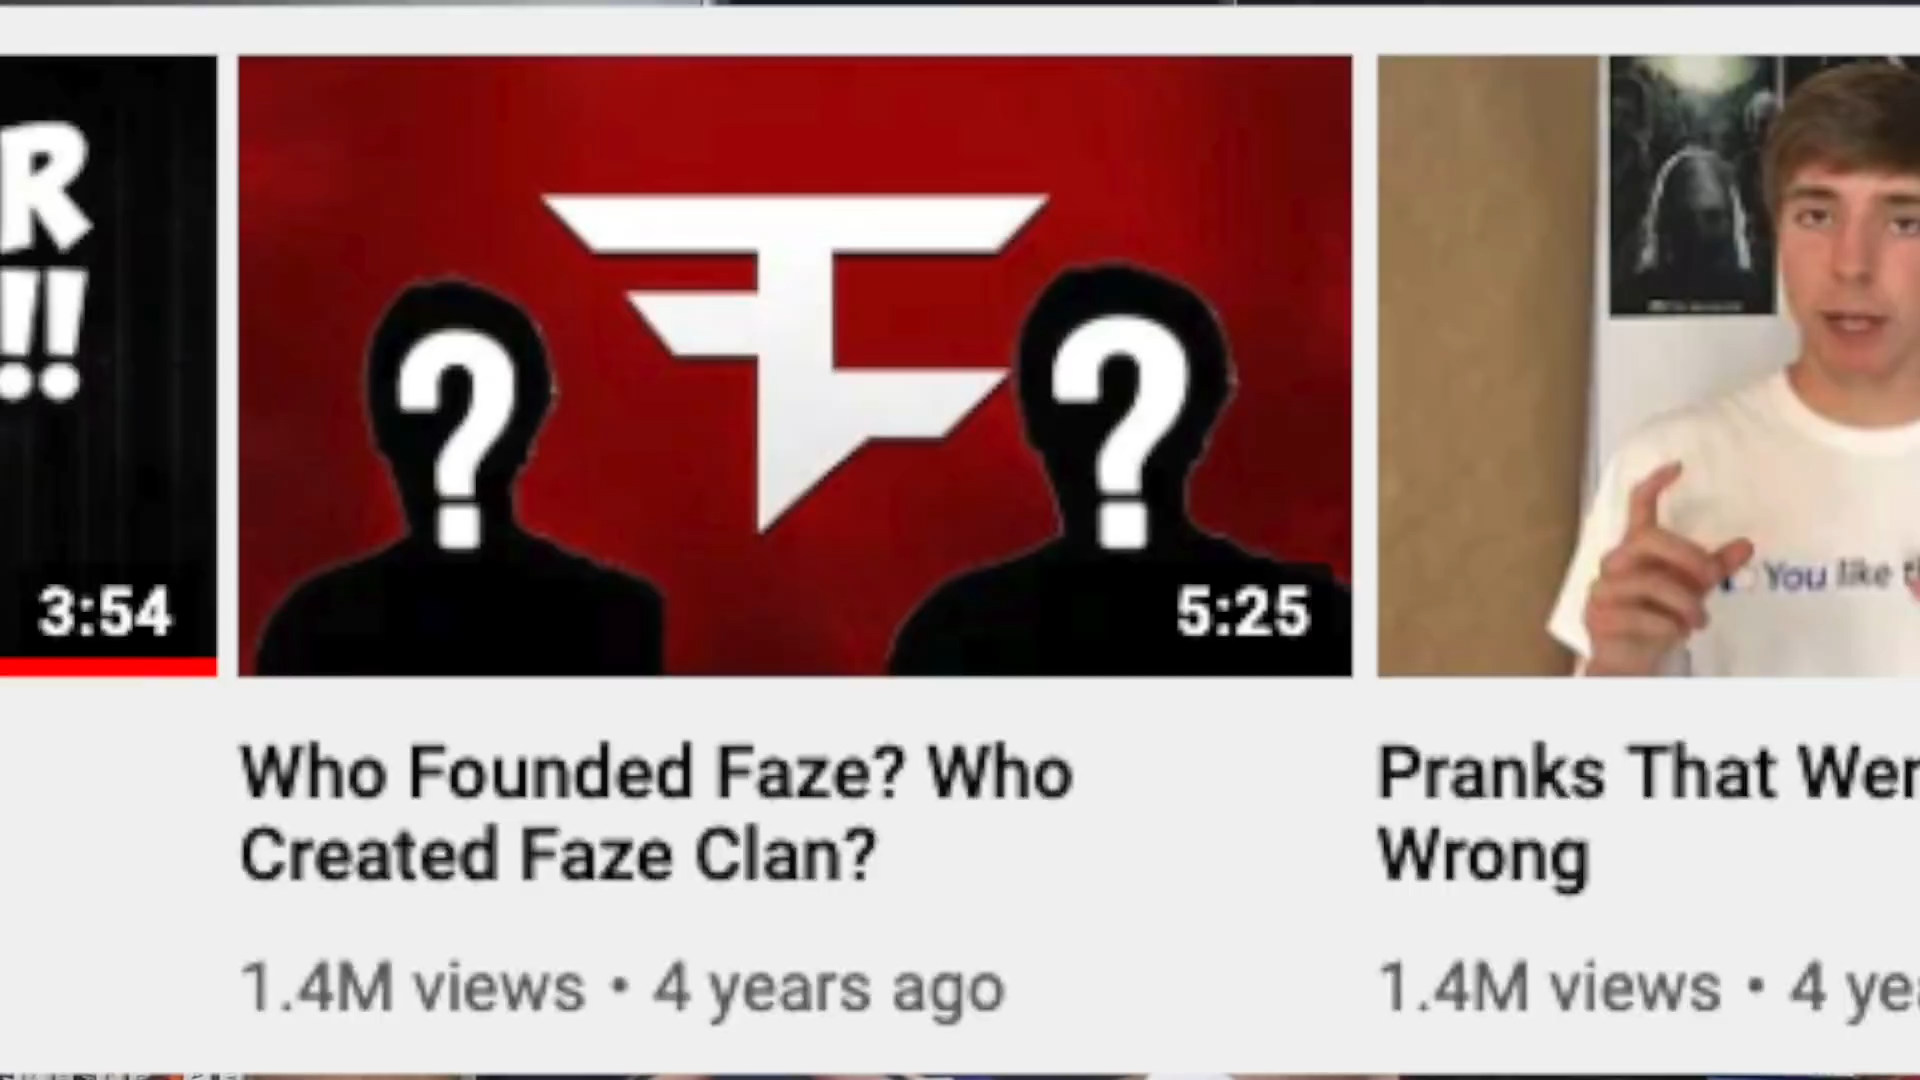 R
!!
3:54
?
?
5:25
You like t
Who Founded Faze? Who
Created Faze Clan?
1.4M views • 4 years ago
Pranks That Wer
Wrong
1.4M views • 4 yea